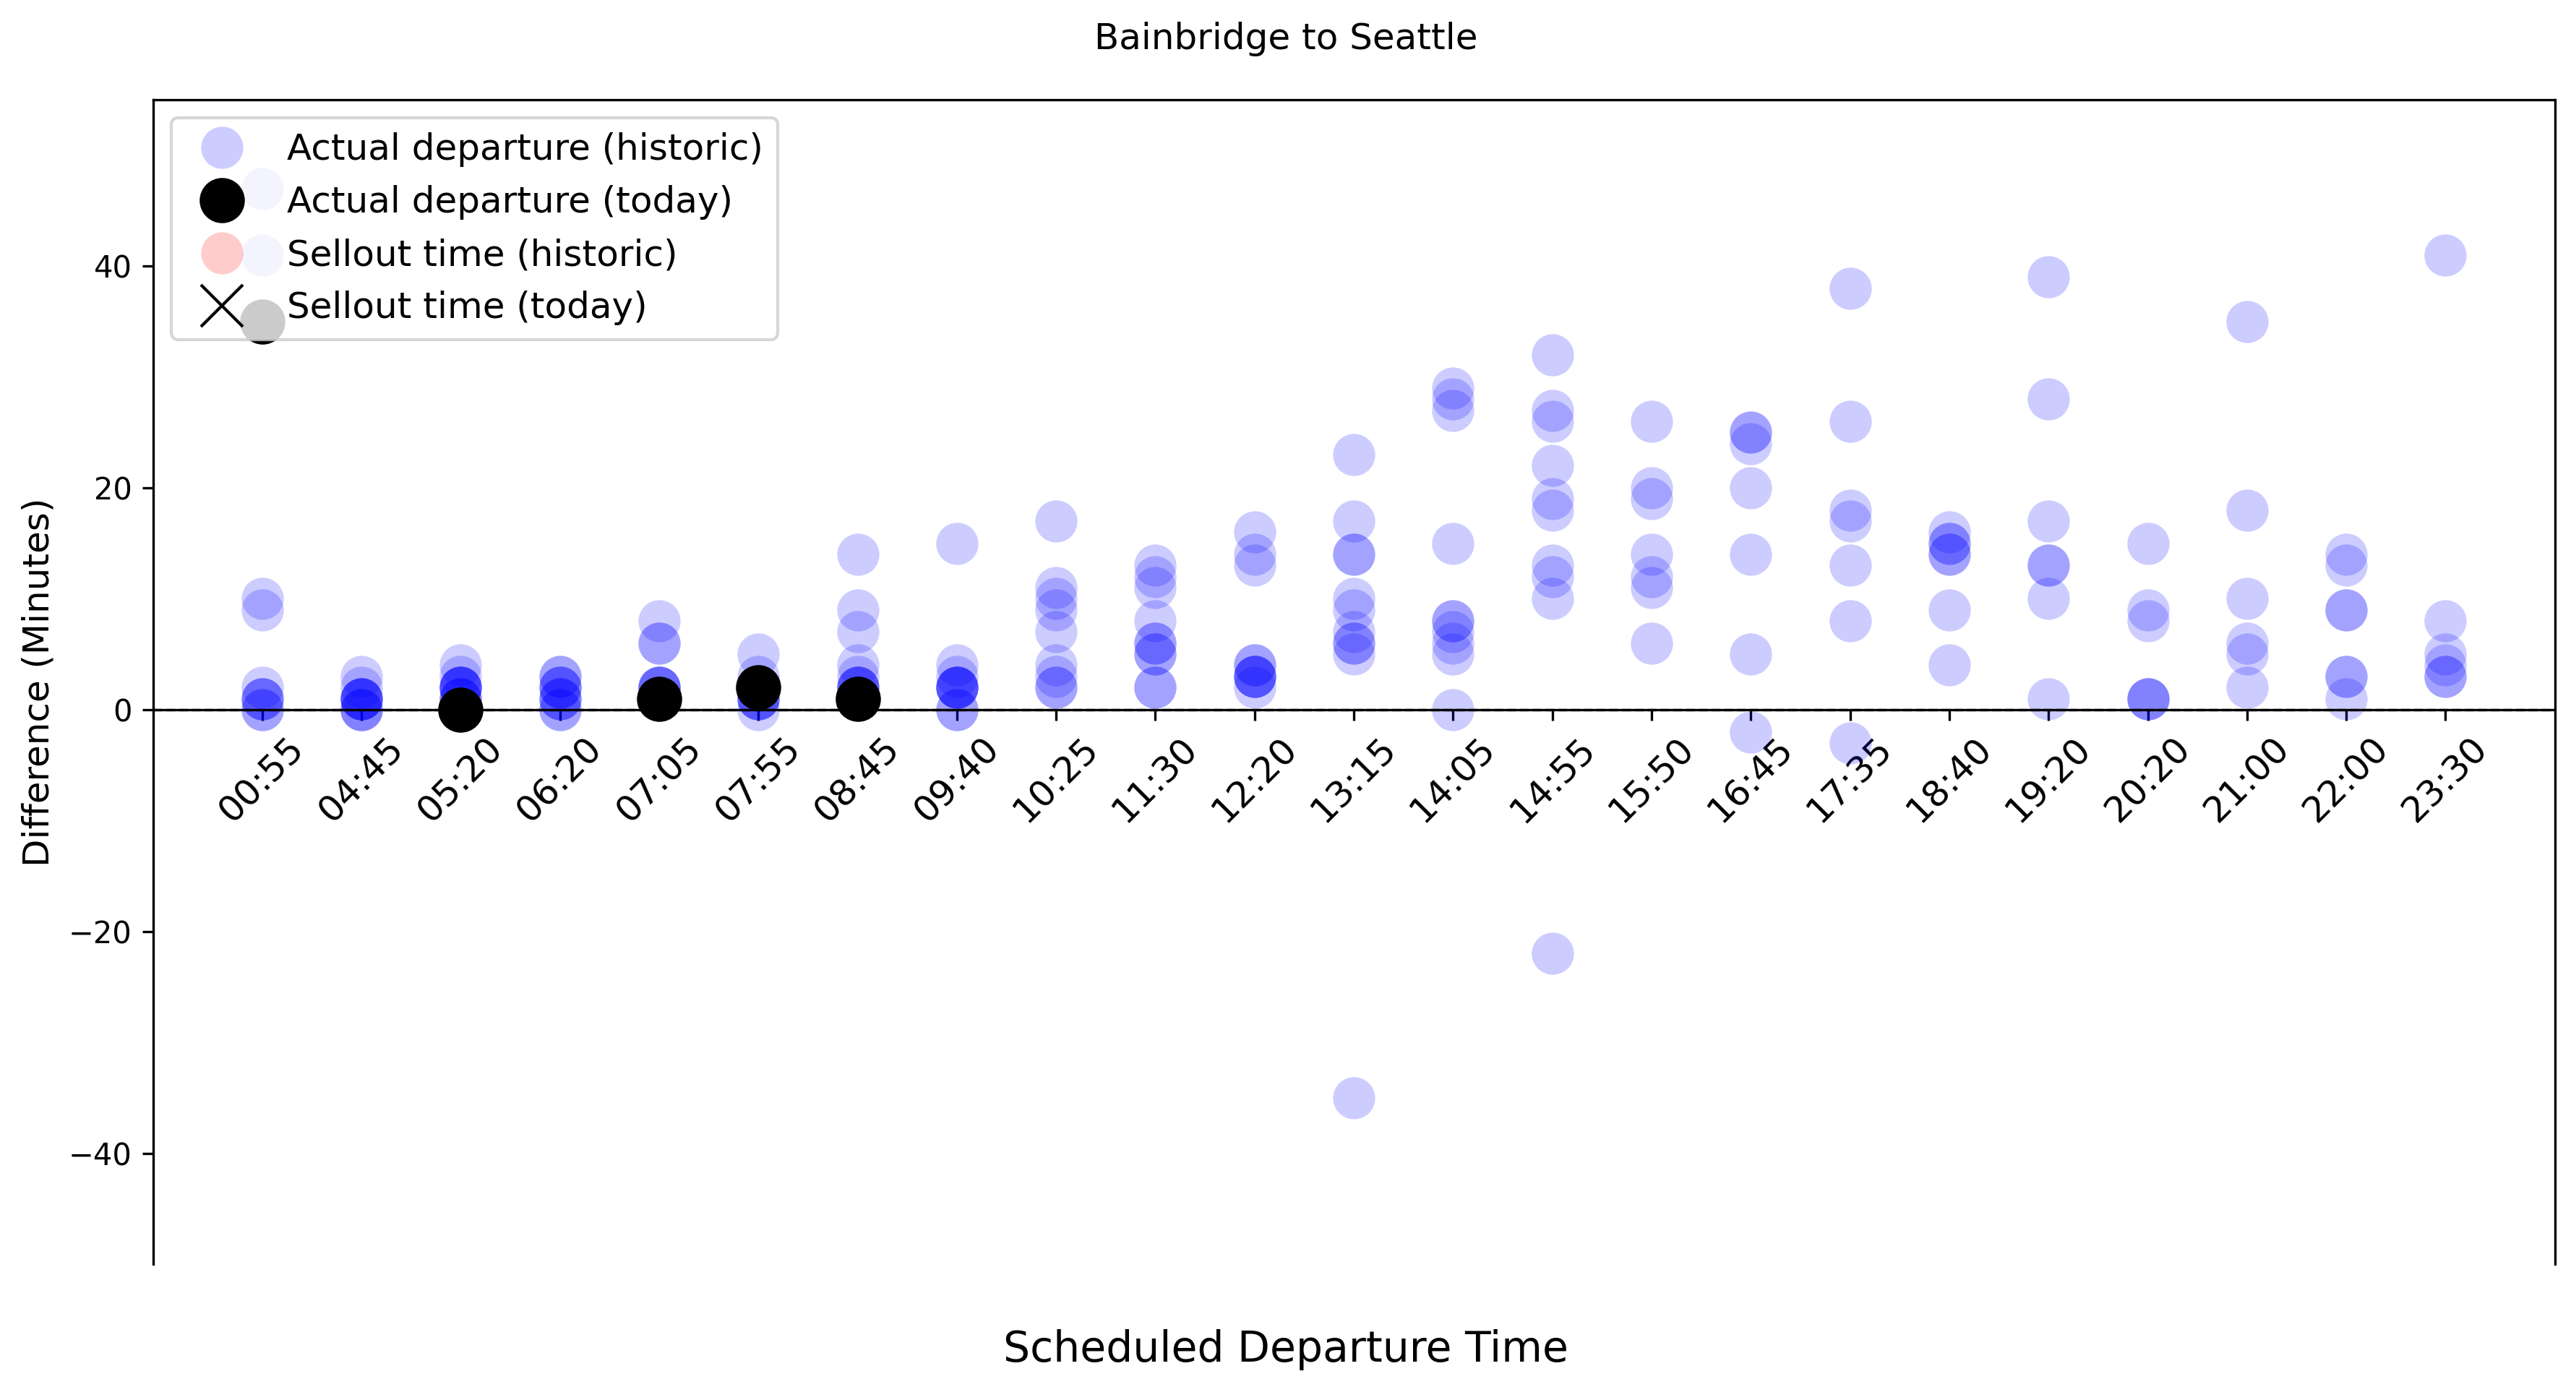 Bainbridge to Seattle
Actual departure (historic)
Actual departure (today)
Sellout time (historic)
Sellout time (today)
Difference (Minutes)
40
20
0
−20
−40
00:55 04:45 05:20 06:20 07:05 07:55 08:45 09:40 10:25 11:30 12:20 13:15 14:05 14:55 15:50 16:45 17:35 18:40 19:20 20:20 21:00 22:00 23:30
Scheduled Departure Time